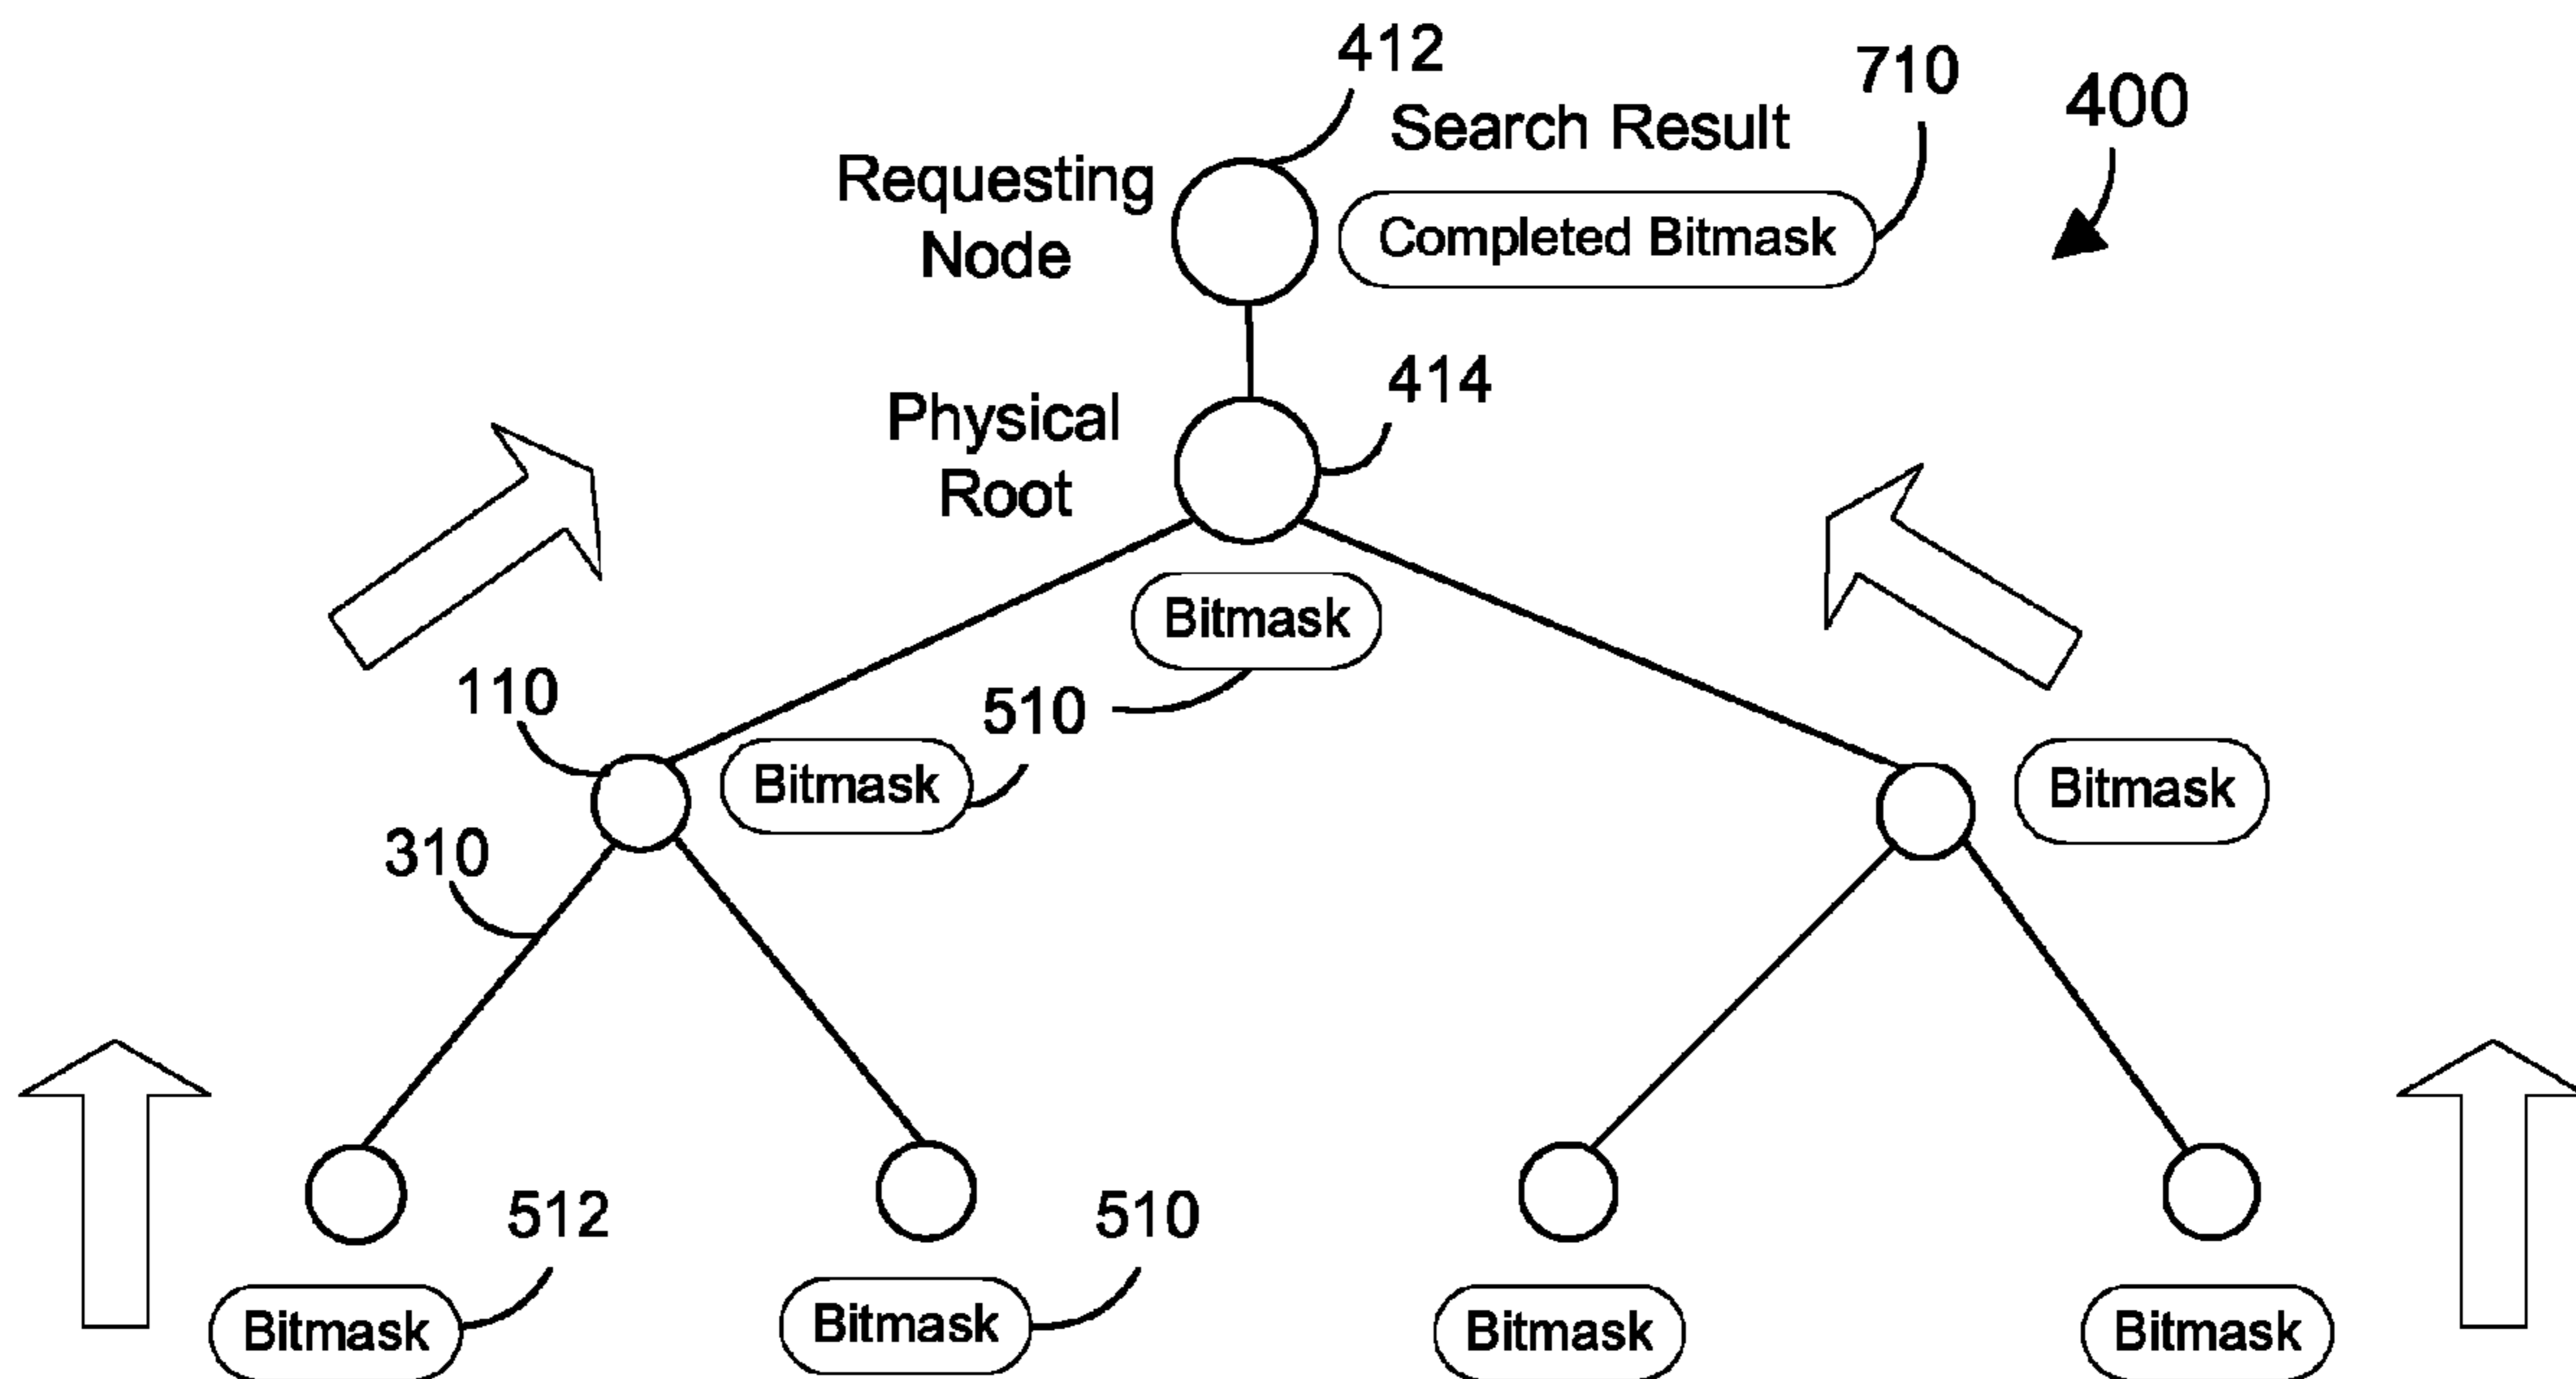 412
710
400
Search Result
Requesting
Node
Completed Bitmask
414
Physical
Root
Bitmask
110
510
Bitmask
Bitmask
310
512
510
Bitmask
Bitmask
Bitmask
Bitmask